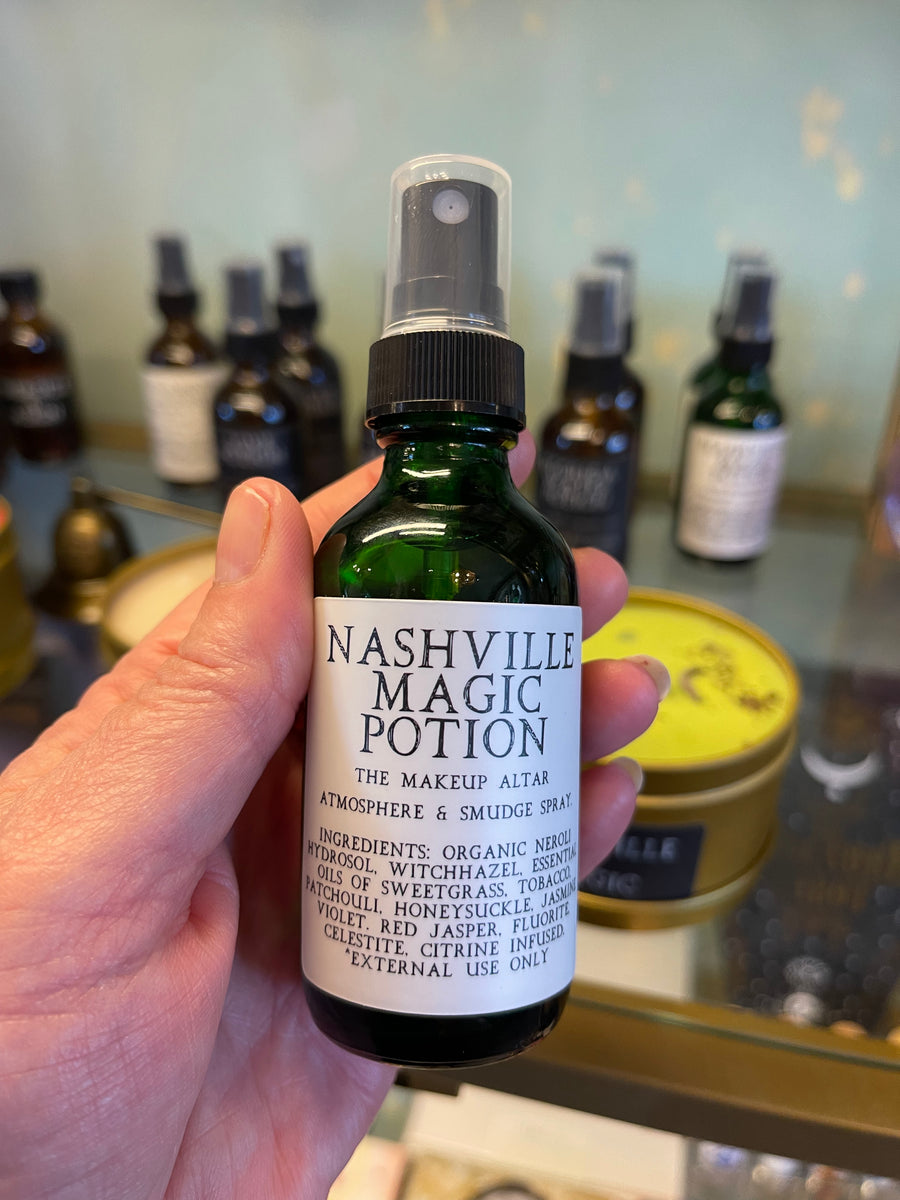 NASHVILLE
MAGIC
POTION
THE MAKEUP ALTAR
ATMOSPHERE & SMUDGE SPRAY.
INGREDIENTS: ORGANIC NEROLI
HYDROSOL, WITCHHAZEL, ESSENTIAL
OILS OF SWEETGRASS, TOBACCO,
PATCHOULI, HONEYSUCKLE, JASMINE
VIOLET. RED JASPER, FLUORITE,
CELESTITE, CITRINE INFUSED.
*EXTERNAL USE ONLY